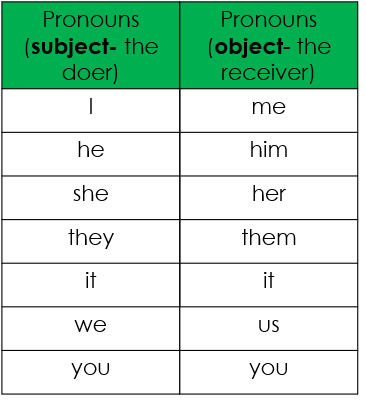 Pronouns
(subject- the
doer)
Pronouns
(object- the
receiver)
I
me
he
him
she
her
they
them
it
it
we
us
you
you